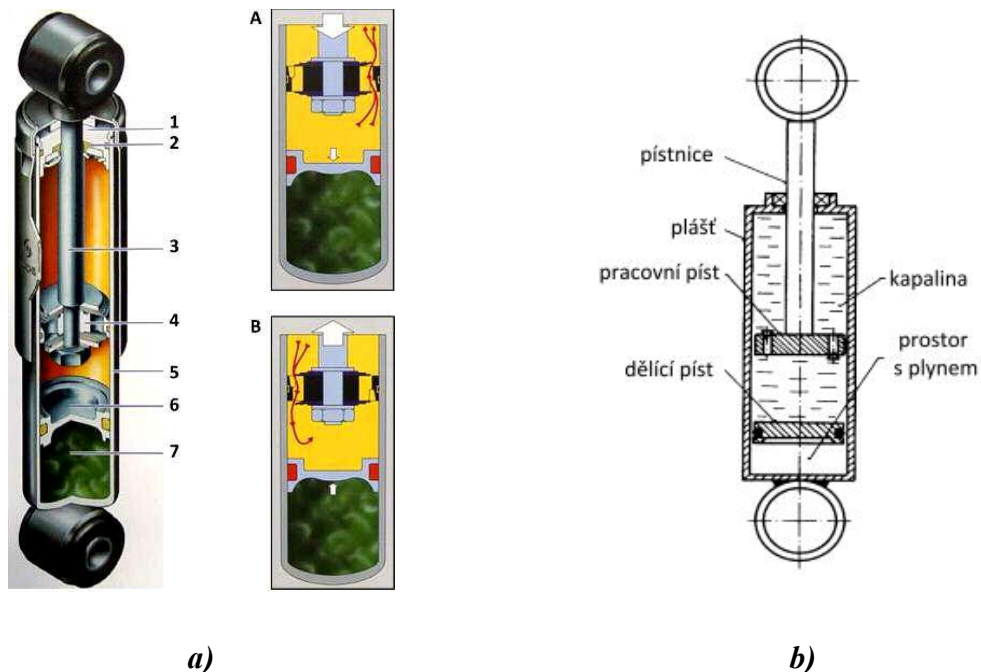 A
1
2
3
4
5
6
7
B
pístnice
plášť
pracovní píst
dělící píst
kapalina
prostor
s plynem
a)
b)